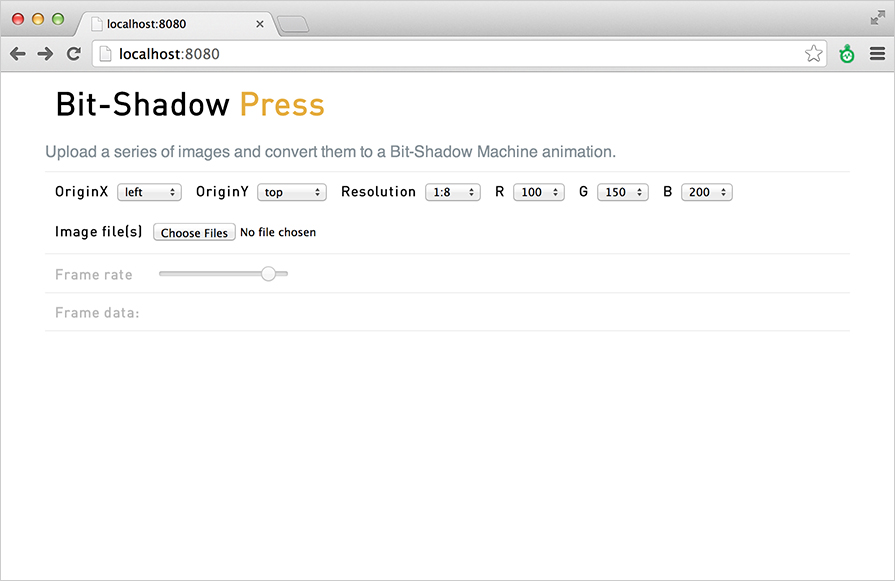 localhost:8080
localhost:8080
Bit-Shadow Press
Upload a series of images and convert them to a Bit-Shadow Machine animation.
OriginX left OriginY top Resolution 1:8 R 100 G 150 B 200
Image file(s) Choose Files No file chosen
Frame rate
Frame data: